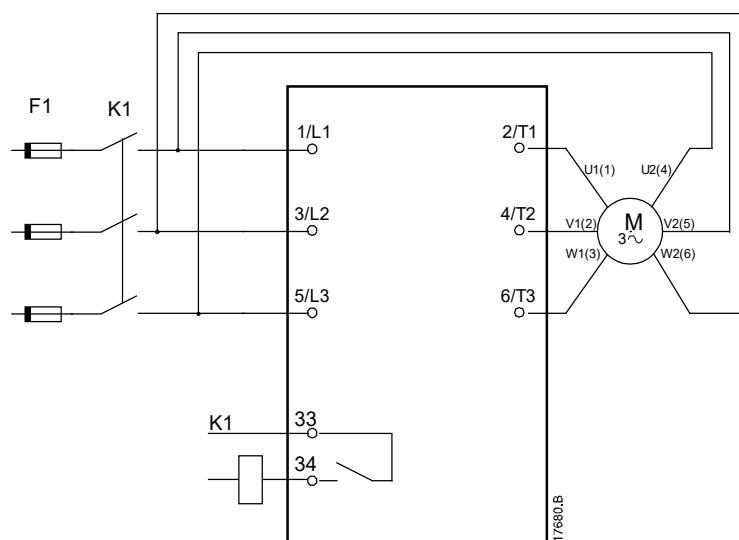 F1
K1
1/L1
2/T1
U1(1)
U2(4)
3/L2
4/T2
V1(2)
M
3~
V2(5)
W1(3)
W2(6)
5/L3
6/T3
K1
33
34
17680.B